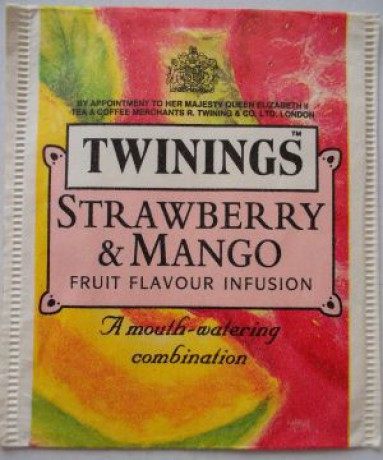 BY APPOINTMENT TO HER MAJESTY QUEEN ELIZABETH II
TEA & COFFEE MERCHANTS R. TWINING & CO. LTD. LONDON
TWININGS™
STRAWBERRY
& MANGO
FRUIT FLAVOUR INFUSION
A mouth-watering
combination